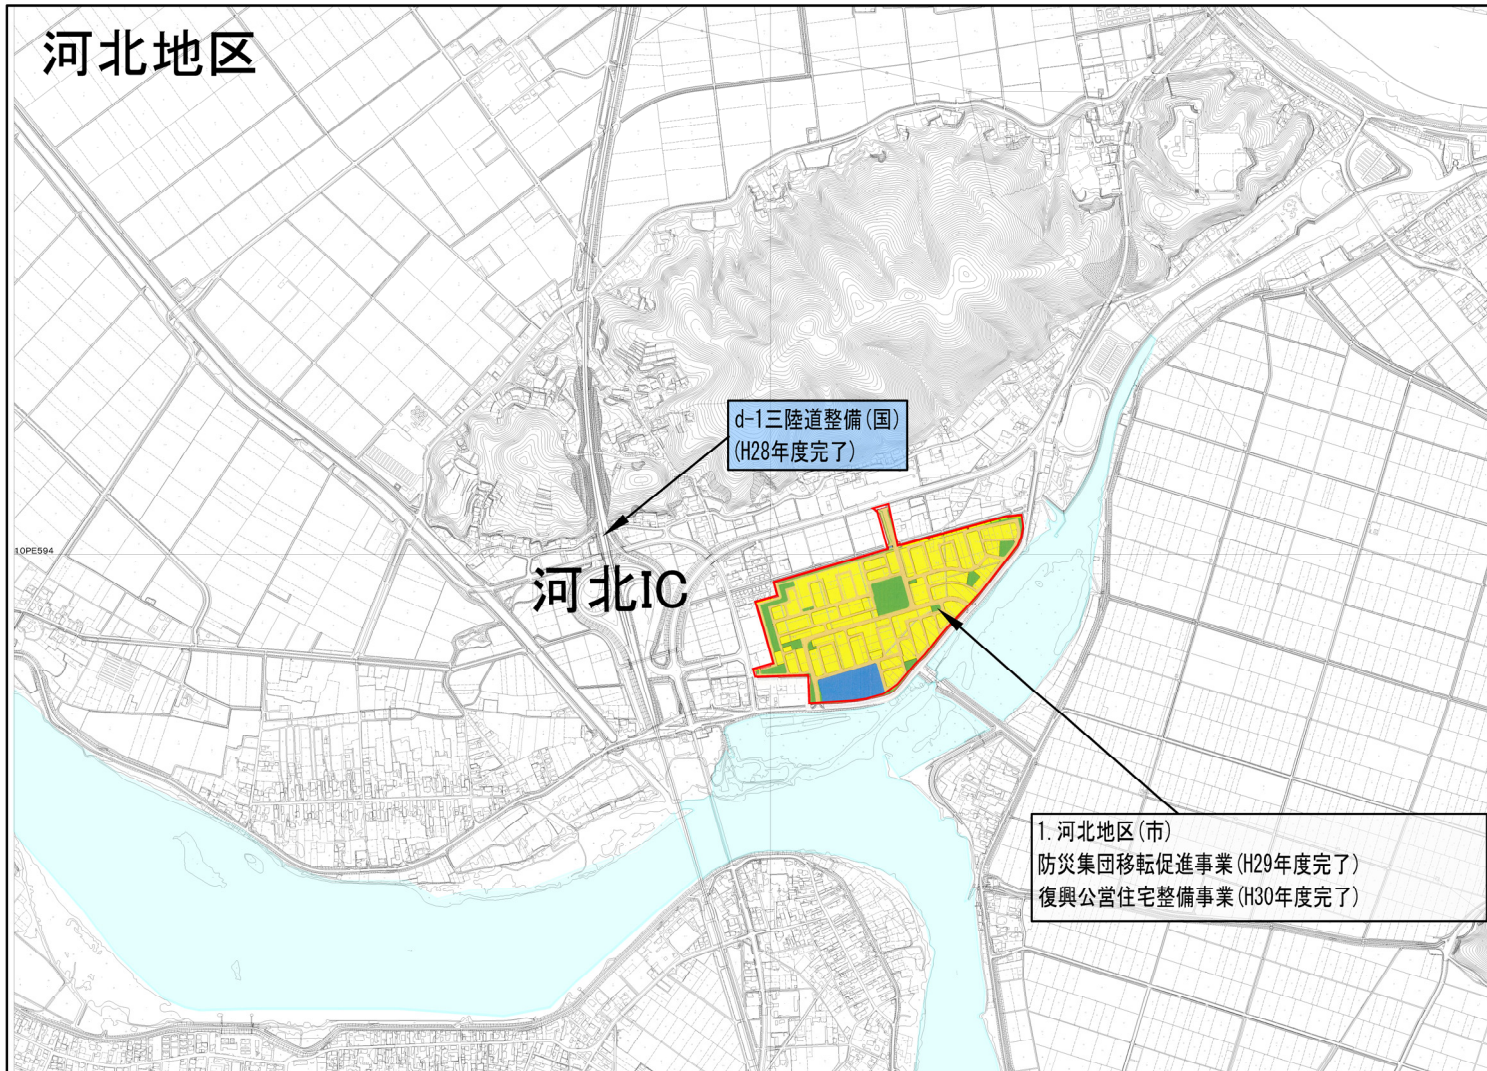 河北地区
d-1三陸道整備(国)
(H28年度完了)
10PE594
河北IC
1.河北地区(市)
防災集団移転促進事業(H29年度完了)
復興公営住宅整備事業(H30年度完了)